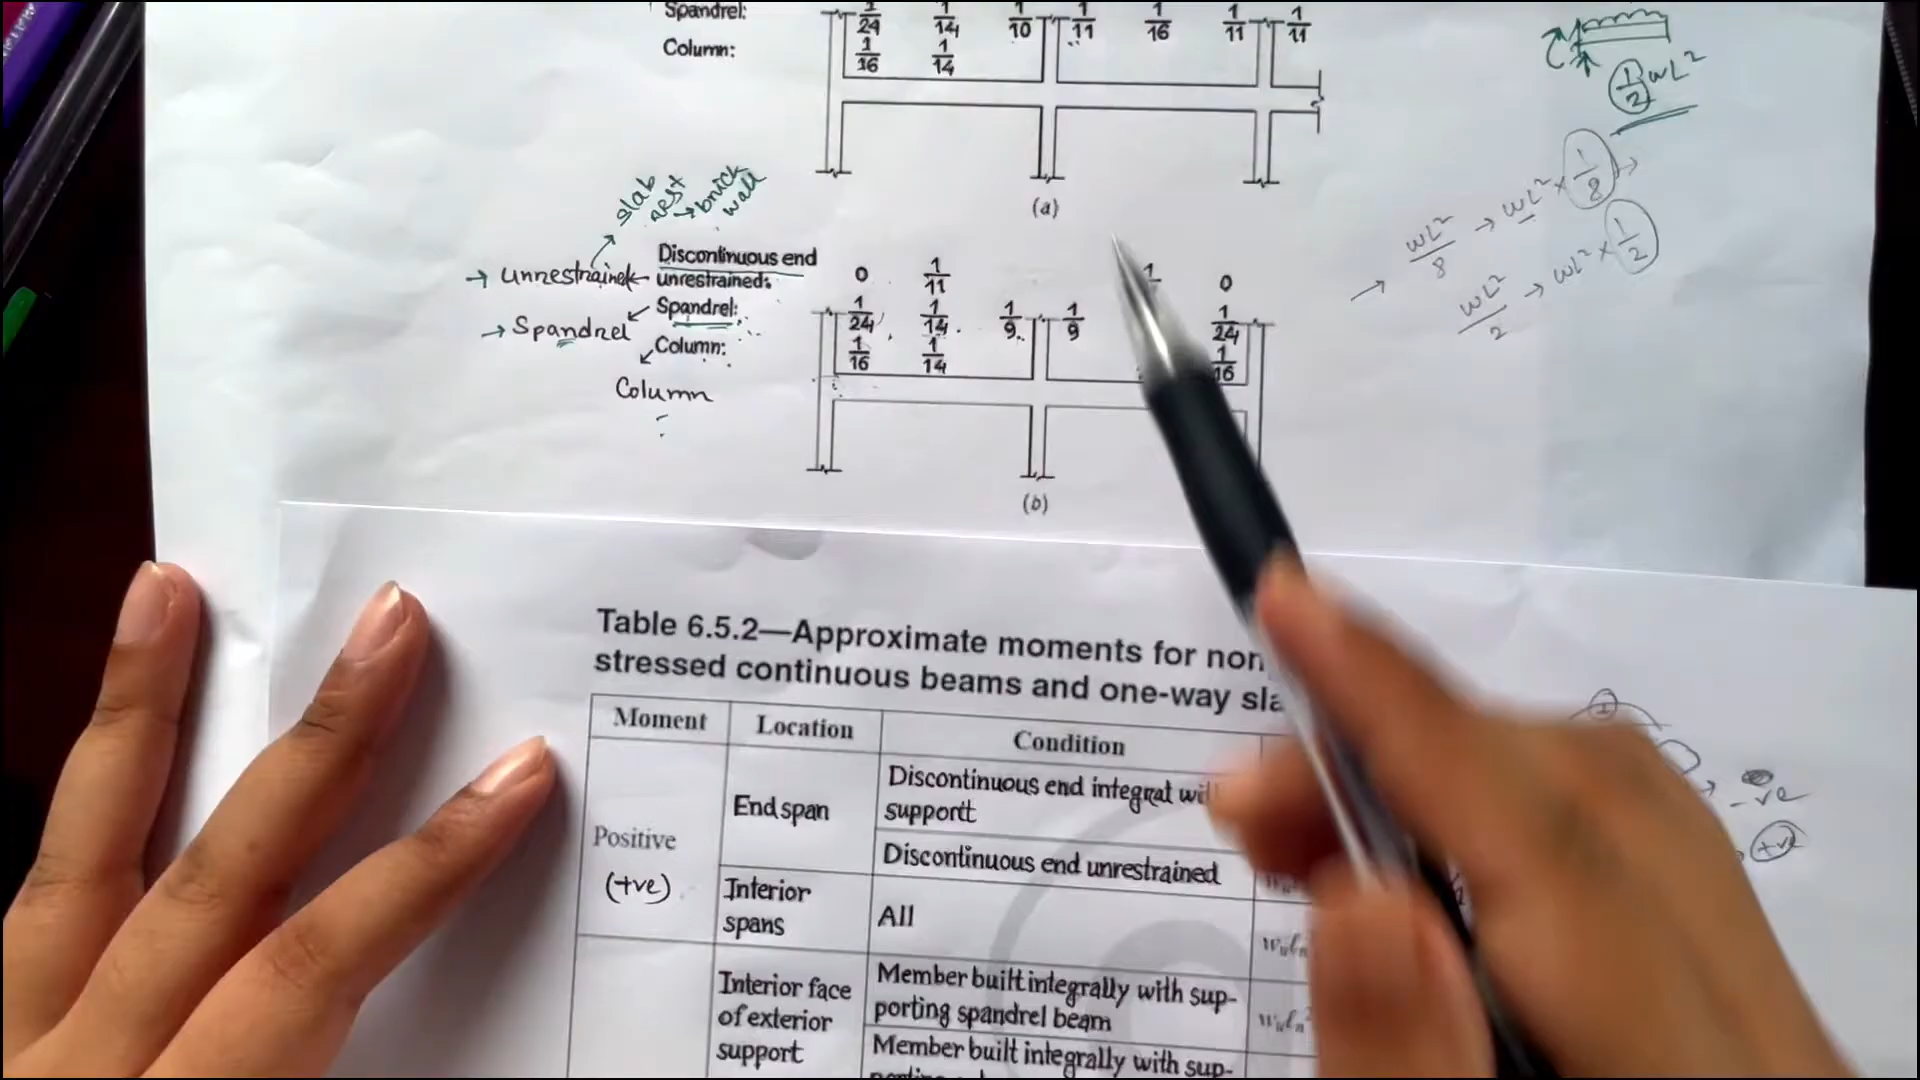 Spandrel:
Column:
1/24 1/14 1/10 1/11 1/16 1/11 1/11
1/16 1/14
1/2 wL²
(a)
slab rest → brick wall
wL²/8 → wL² × 1/8 →
→ wL²/2 → wL² × 1/2
→ unrestrained
Discontinuous end
unrestrained:
0 1/11 0
→ Spandrel
Spandrel:
1/24 1/14 1/9 1/9 1/24
Column:
1/16 1/14 1/16
Column
(b)
Table 6.5.2—Approximate moments for non
stressed continuous beams and one-way sla
Moment
Location
Condition
Positive
(+ve)
End span
Discontinuous end integrat wit
supportt
Discontinuous end unrestrained
Interior
spans
All
wᵤℓₙ
Interior face
of exterior
support
Member built integrally with sup-
porting spandrel beam
wᵤℓₙ²
Member built integrally with sup-
-ve
+ve